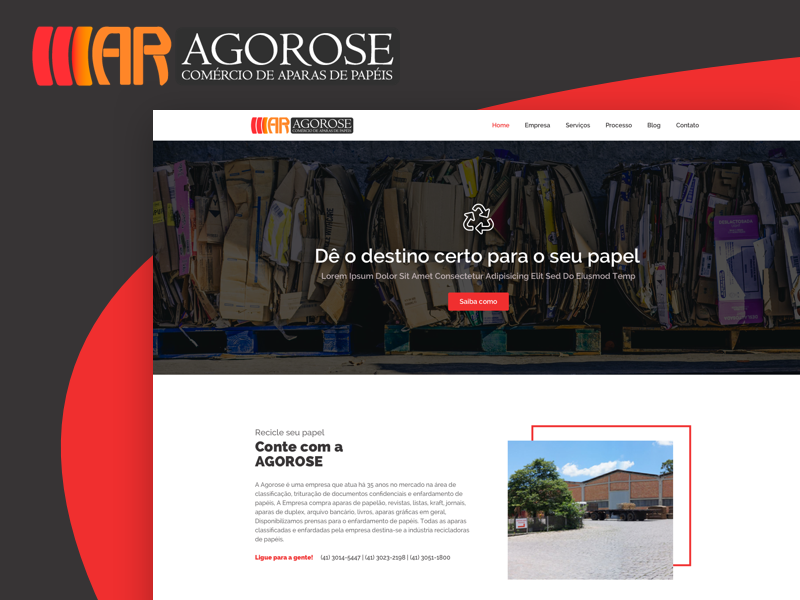 AR AGOROSE
COMÉRCIO DE APARAS DE PAPÉIS
AR AGOROSE
COMÉRCIO DE APARAS DE PAPÉIS
Home Empresa Serviços Processo Blog Contato
Dê o destino certo para o seu papel
Lorem Ipsum Dolor Sit Amet Consectetur Adipisicing Elit Sed Do Eiusmod Temp
Saiba como
Recicle seu papel
Conte com a
AGOROSE
A Agorose é uma empresa que atua há 35 anos no mercado na área de
classificação, trituração de documentos confidenciais e enfardamento de
papéis, A Empresa compra aparas de papelão, revistas, listas, kraft, jornais,
aparas de duplex, arquivo bancário, livros, aparas gráficas em geral,
Disponibilizamos prensas para o enfardamento de papéis. Todas as aparas
classificadas e enfardadas pela empresa destina-se a indústria recicladoras
de papéis.
Ligue para a gente! (41) 3014-5447 | (41) 3023-2198 | (41) 3051-1800